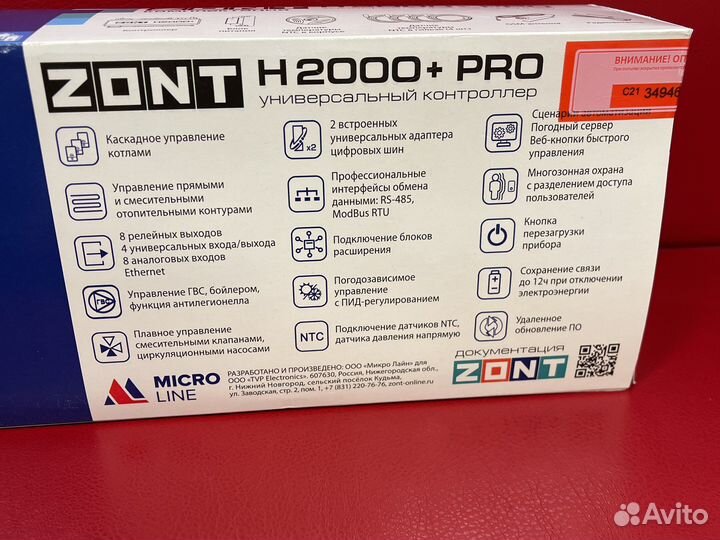 ZONT H2000+ PRO
универсальный контроллер
ВНИМАНИЕ! ОП
C21 34946
Каскадное управление
котлами
Управление прямыми
и смесительными
отопительными контурами
8 релейных выходов
4 универсальных входа/выхода
8 аналоговых входов
Ethernet
Управление ГВС, бойлером,
функция антилегионелла
ГВС
Плавное управление
смесительными клапанами,
циркуляционными насосами
x2
2 встроенных
универсальных адаптера
цифровых шин
Профессиональные
интерфейсы обмена
данными: RS-485,
ModBus RTU
Подключение блоков
расширения
Погодозависимое
управление
с ПИД-регулированием
NTC
Подключение датчиков NTC,
датчика давления напрямую
Сценарии автоматизации
Погодный сервер
Веб-кнопки быстрого
управления
Многозонная охрана
с разделением доступа
пользователей
Кнопка
перезагрузки
прибора
Сохранение связи
до 12ч при отключении
электроэнергии
Удаленное
обновление ПО
MICRO
LINE
РАЗРАБОТАНО И ПРОИЗВЕДЕНО: ООО «Микро Лайн» для
ООО «TVP Electronics». 607630, Россия, Нижегородская обл.,
г. Нижний Новгород, сельский посёлок Кудьма,
ул. Заводская, стр. 2, пом. 1, +7 (831) 220-76-76, zont-online.ru
документация
ZONT
Avito